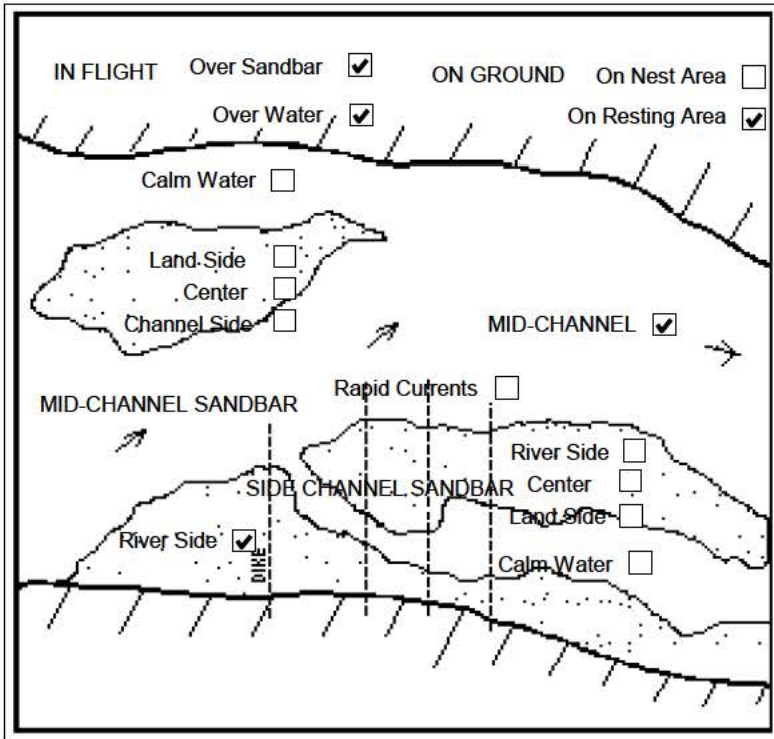 IN FLIGHT Over Sandbar ON GROUND On Nest Area
Over Water On Resting Area
Calm Water
Land Side
Center
Channel Side
MID-CHANNEL
Rapid Currents
MID-CHANNEL SANDBAR
River Side
SIDE CHANNEL SANDBAR
Center
Land Side
River Side
DIKE
Calm Water